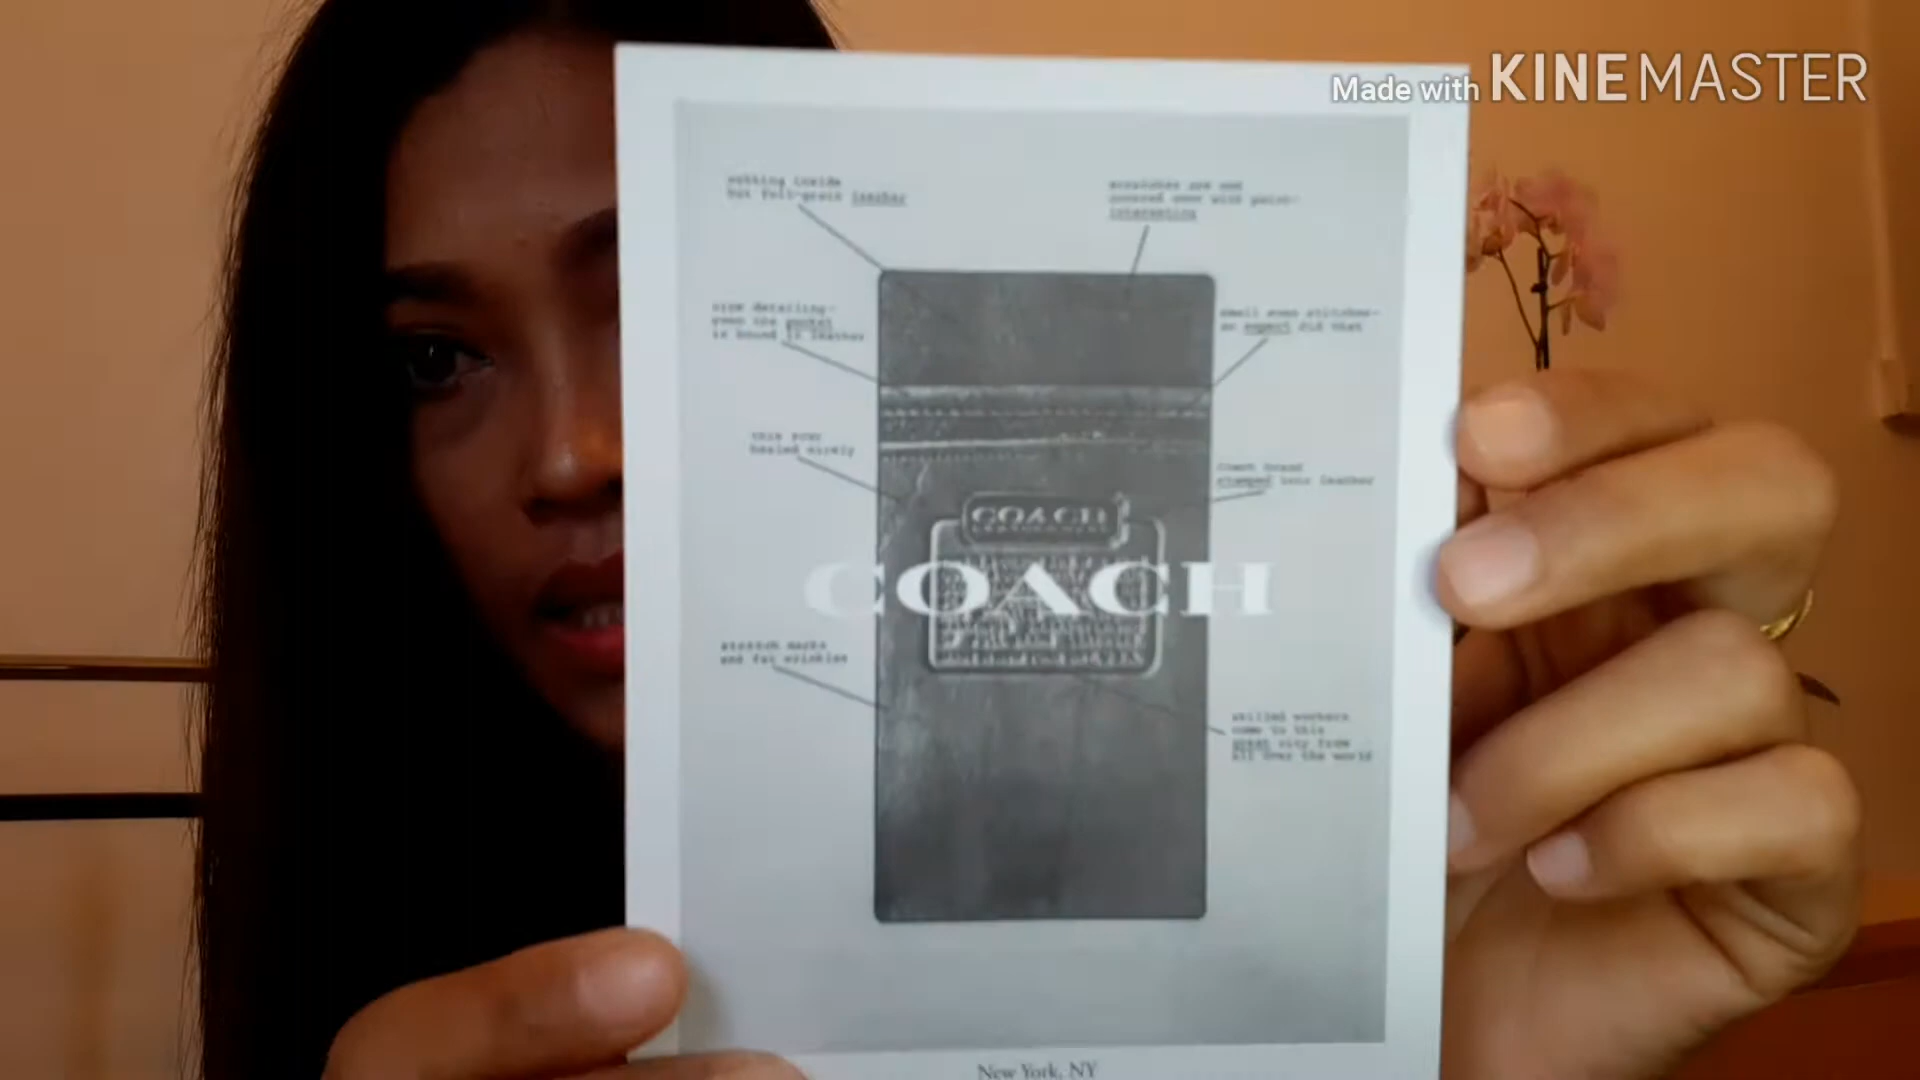 Made with KINEMASTER
nothing inside
but full-grain leather
scratches are not
covered over with paint-
interesting
nice detailing-
even the pocket
is bound in leather
small even stitches-
an expert did that
this scar
healed nicely
Coach brand
stamped into leather
COACH
COACH
stretch marks
and fat wrinkles
skilled workers
come to this
great city from
all over the world
New York, NY